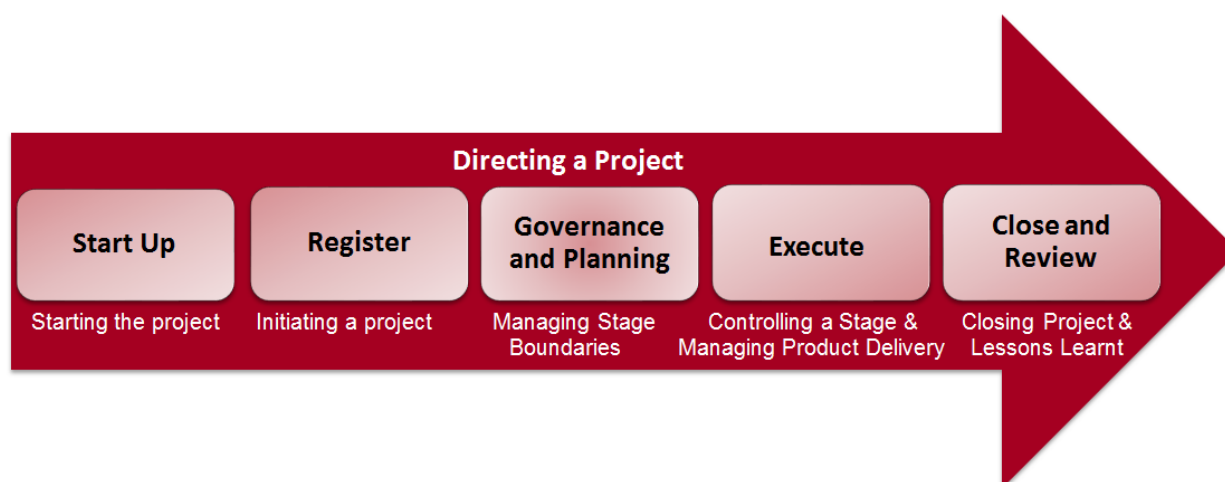 Directing a Project
Start Up
Register
Governance
and Planning
Execute
Close and
Review
Starting the project
Initiating a project
Managing Stage
Boundaries
Controlling a Stage &
Managing Product Delivery
Closing Project &
Lessons Learnt